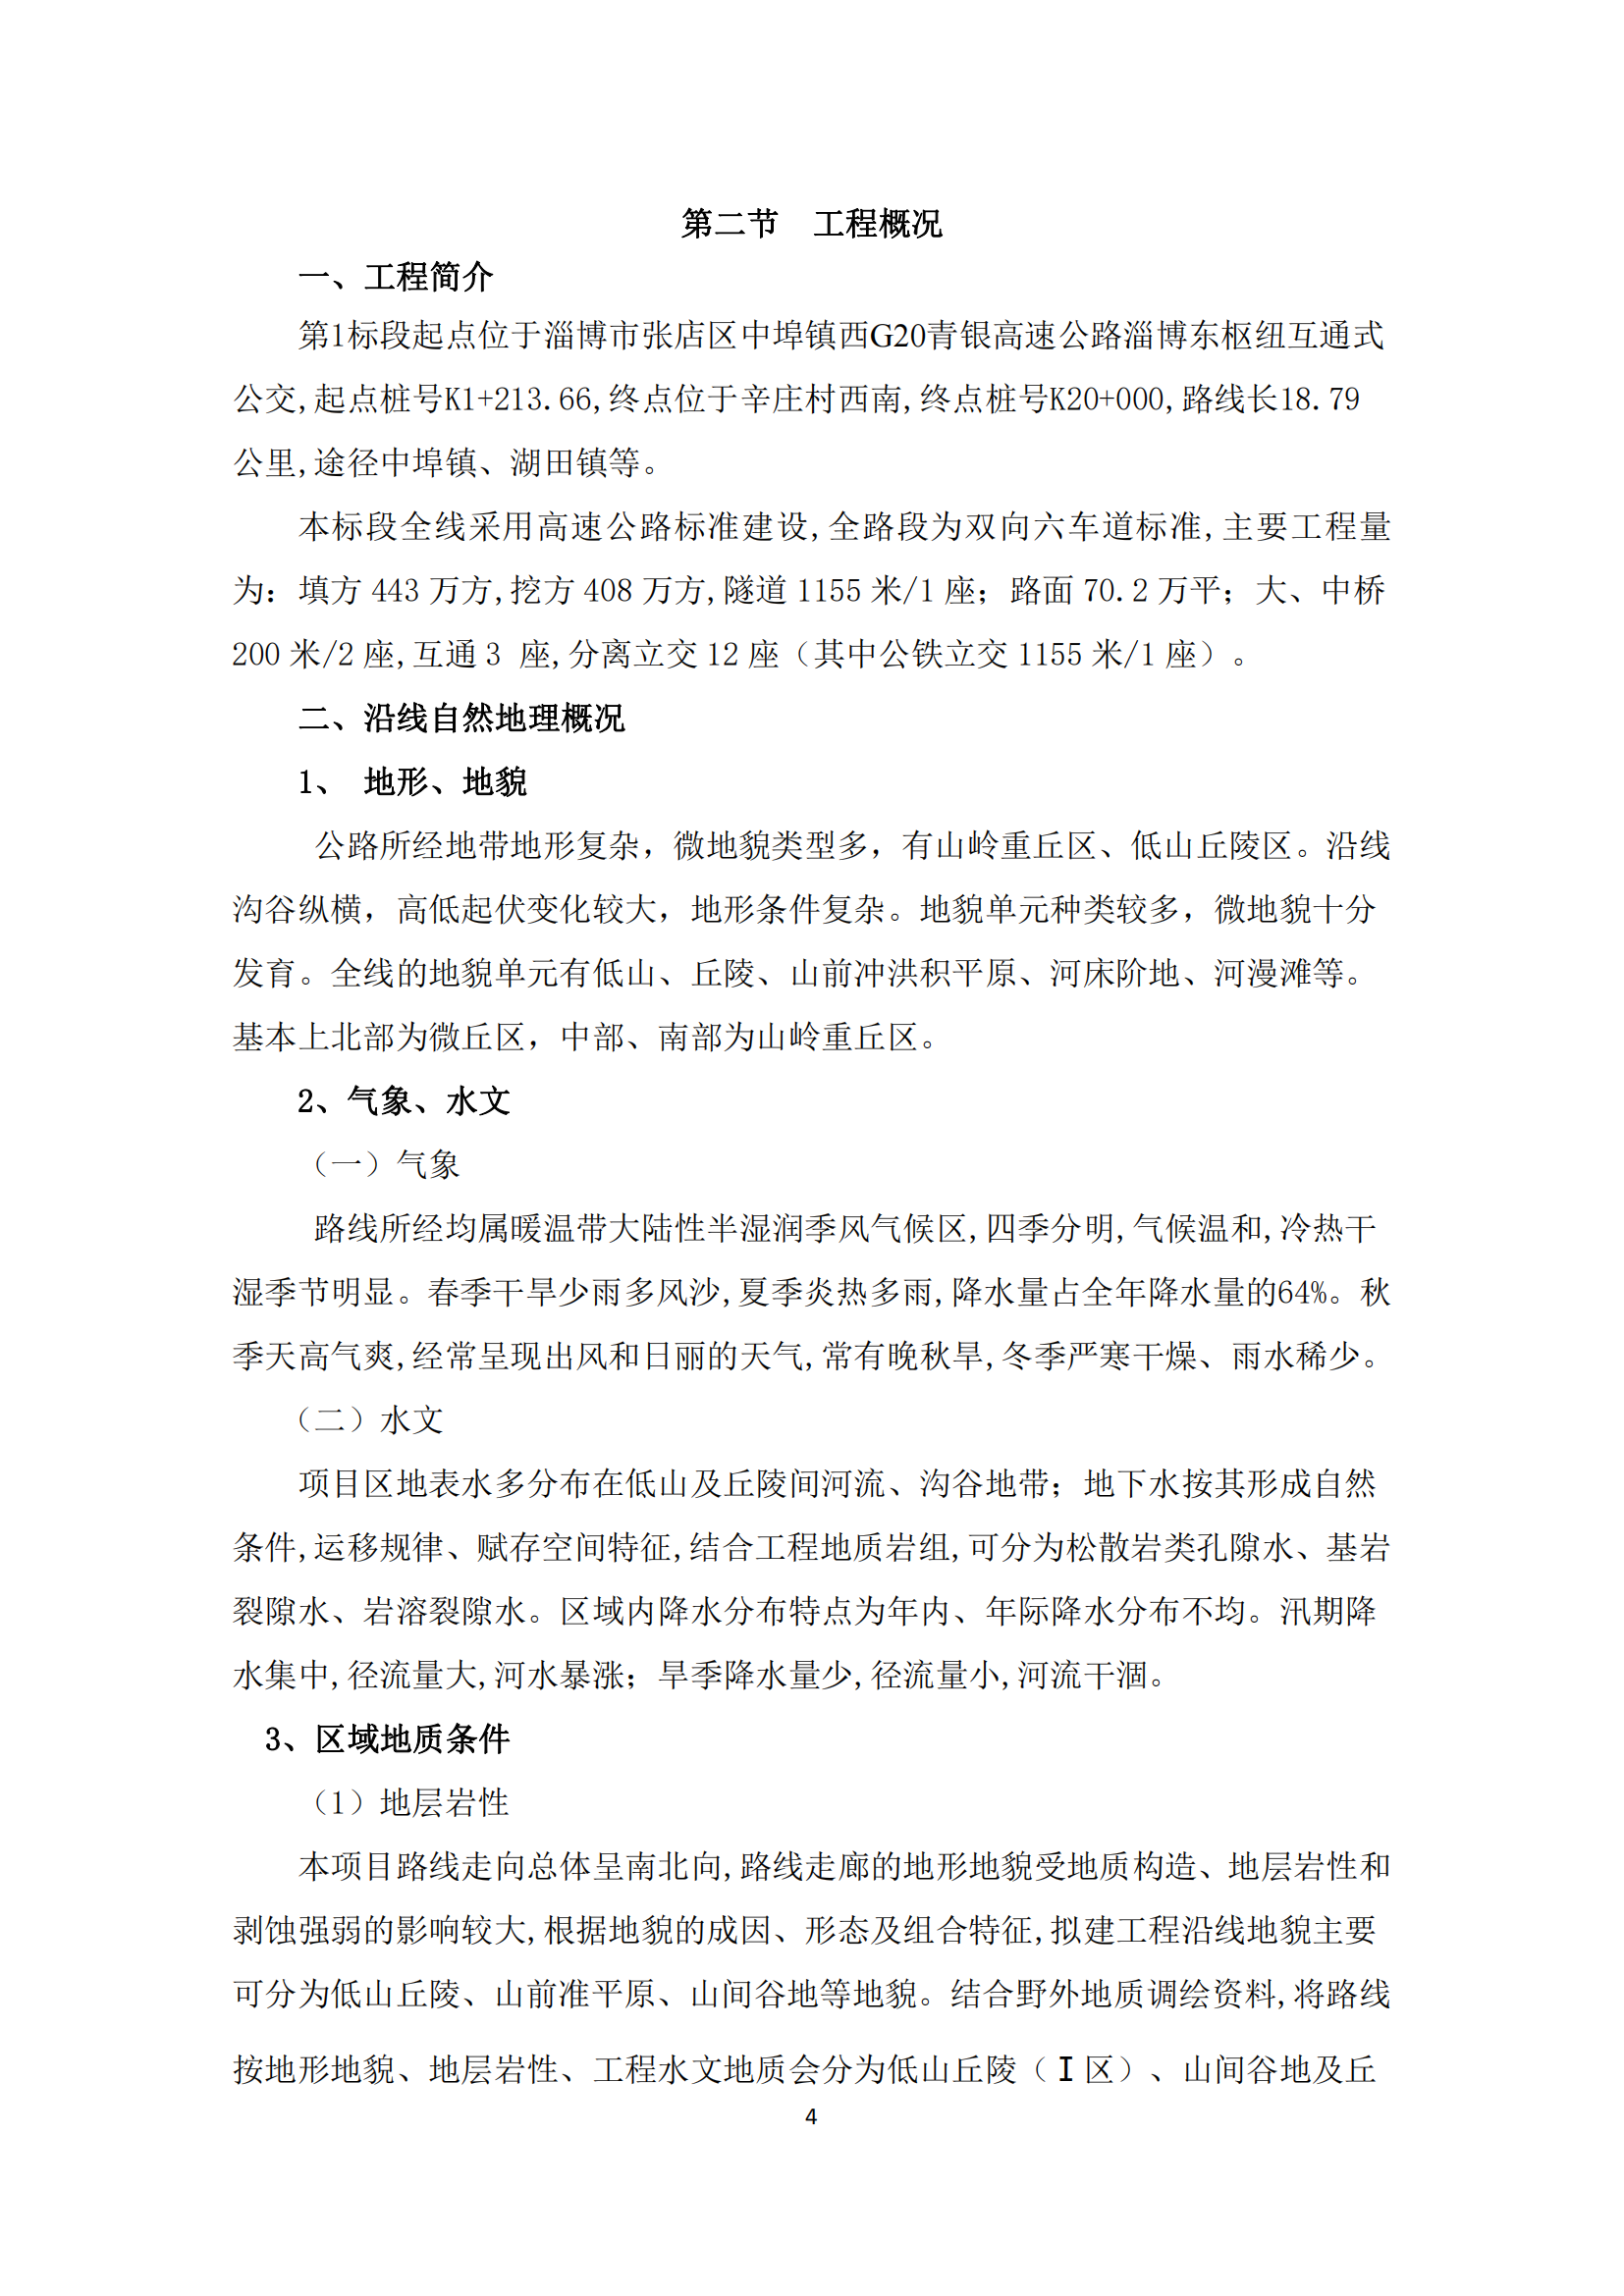 第二节　工程概况
一、工程简介
第1标段起点位于淄博市张店区中埠镇西G20青银高速公路淄博东枢纽互通式
公交,起点桩号K1+213.66,终点位于辛庄村西南,终点桩号K20+000,路线长18.79
公里,途径中埠镇、湖田镇等。
本标段全线采用高速公路标准建设,全路段为双向六车道标准,主要工程量
为：填方 443 万方,挖方 408 万方,隧道 1155 米/1 座；路面 70.2 万平；大、中桥
200 米/2 座,互通 3 座,分离立交 12 座（其中公铁立交 1155 米/1 座）。
二、沿线自然地理概况
1、 地形、地貌
公路所经地带地形复杂，微地貌类型多，有山岭重丘区、低山丘陵区。沿线
沟谷纵横，高低起伏变化较大，地形条件复杂。地貌单元种类较多，微地貌十分
发育。全线的地貌单元有低山、丘陵、山前冲洪积平原、河床阶地、河漫滩等。
基本上北部为微丘区，中部、南部为山岭重丘区。
2、气象、水文
（一）气象
路线所经均属暖温带大陆性半湿润季风气候区,四季分明,气候温和,冷热干
湿季节明显。春季干旱少雨多风沙,夏季炎热多雨,降水量占全年降水量的64%。秋
季天高气爽,经常呈现出风和日丽的天气,常有晚秋旱,冬季严寒干燥、雨水稀少。
（二）水文
项目区地表水多分布在低山及丘陵间河流、沟谷地带；地下水按其形成自然
条件,运移规律、赋存空间特征,结合工程地质岩组,可分为松散岩类孔隙水、基岩
裂隙水、岩溶裂隙水。区域内降水分布特点为年内、年际降水分布不均。汛期降
水集中,径流量大,河水暴涨；旱季降水量少,径流量小,河流干涸。
3、区域地质条件
（1）地层岩性
本项目路线走向总体呈南北向,路线走廊的地形地貌受地质构造、地层岩性和
剥蚀强弱的影响较大,根据地貌的成因、形态及组合特征,拟建工程沿线地貌主要
可分为低山丘陵、山前准平原、山间谷地等地貌。结合野外地质调绘资料,将路线
按地形地貌、地层岩性、工程水文地质会分为低山丘陵（Ⅰ区）、山间谷地及丘
4